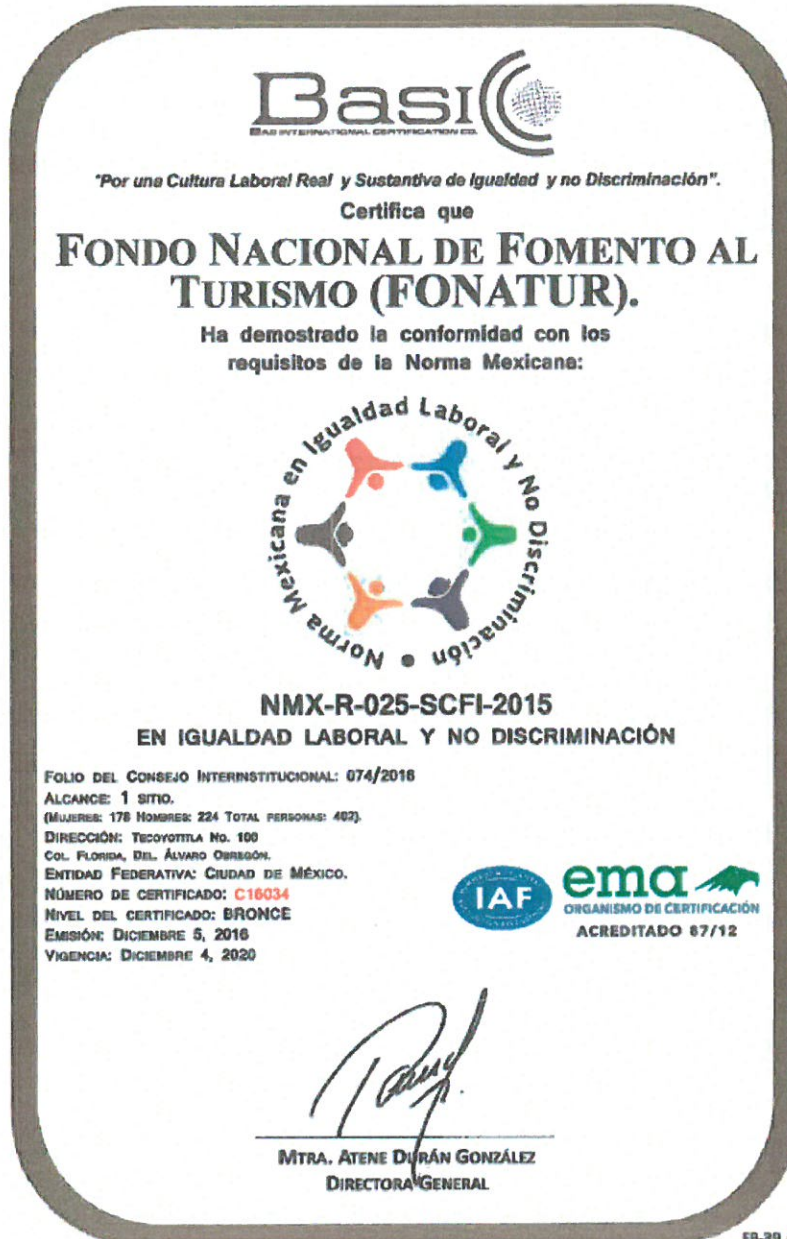 BasIC
BAS INTERNATIONAL CERTIFICATION CO.
"Por una Cultura Laboral Real y Sustantiva de Igualdad y no Discriminación".
Certifica que
FONDO NACIONAL DE FOMENTO AL
TURISMO (FONATUR).
Ha demostrado la conformidad con los
requisitos de la Norma Mexicana:
Norma Mexicana en Igualdad Laboral y No Discriminación •
NMX-R-025-SCFI-2015
EN IGUALDAD LABORAL Y NO DISCRIMINACIÓN
FOLIO DEL CONSEJO INTERINSTITUCIONAL: 074/2016
ALCANCE: 1 SITIO.
(MUJERES: 178 HOMBRES: 224 TOTAL PERSONAS: 402).
DIRECCIÓN: TECOYOTITLA No. 100
COL. FLORIDA, DEL. ÁLVARO OBREGÓN.
ENTIDAD FEDERATIVA: CIUDAD DE MÉXICO.
NÚMERO DE CERTIFICADO: C16034
NIVEL DEL CERTIFICADO: BRONCE
EMISIÓN: DICIEMBRE 5, 2016
VIGENCIA: DICIEMBRE 4, 2020
IAF
ema
ORGANISMO DE CERTIFICACIÓN
ACREDITADO 87/12
MTRA. ATENE DURÁN GONZÁLEZ
DIRECTORA GENERAL